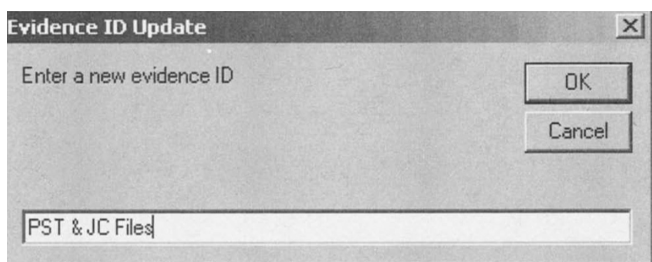 Evidence ID Update
Enter a new evidence ID
OK
Cancel
PST & JC Files